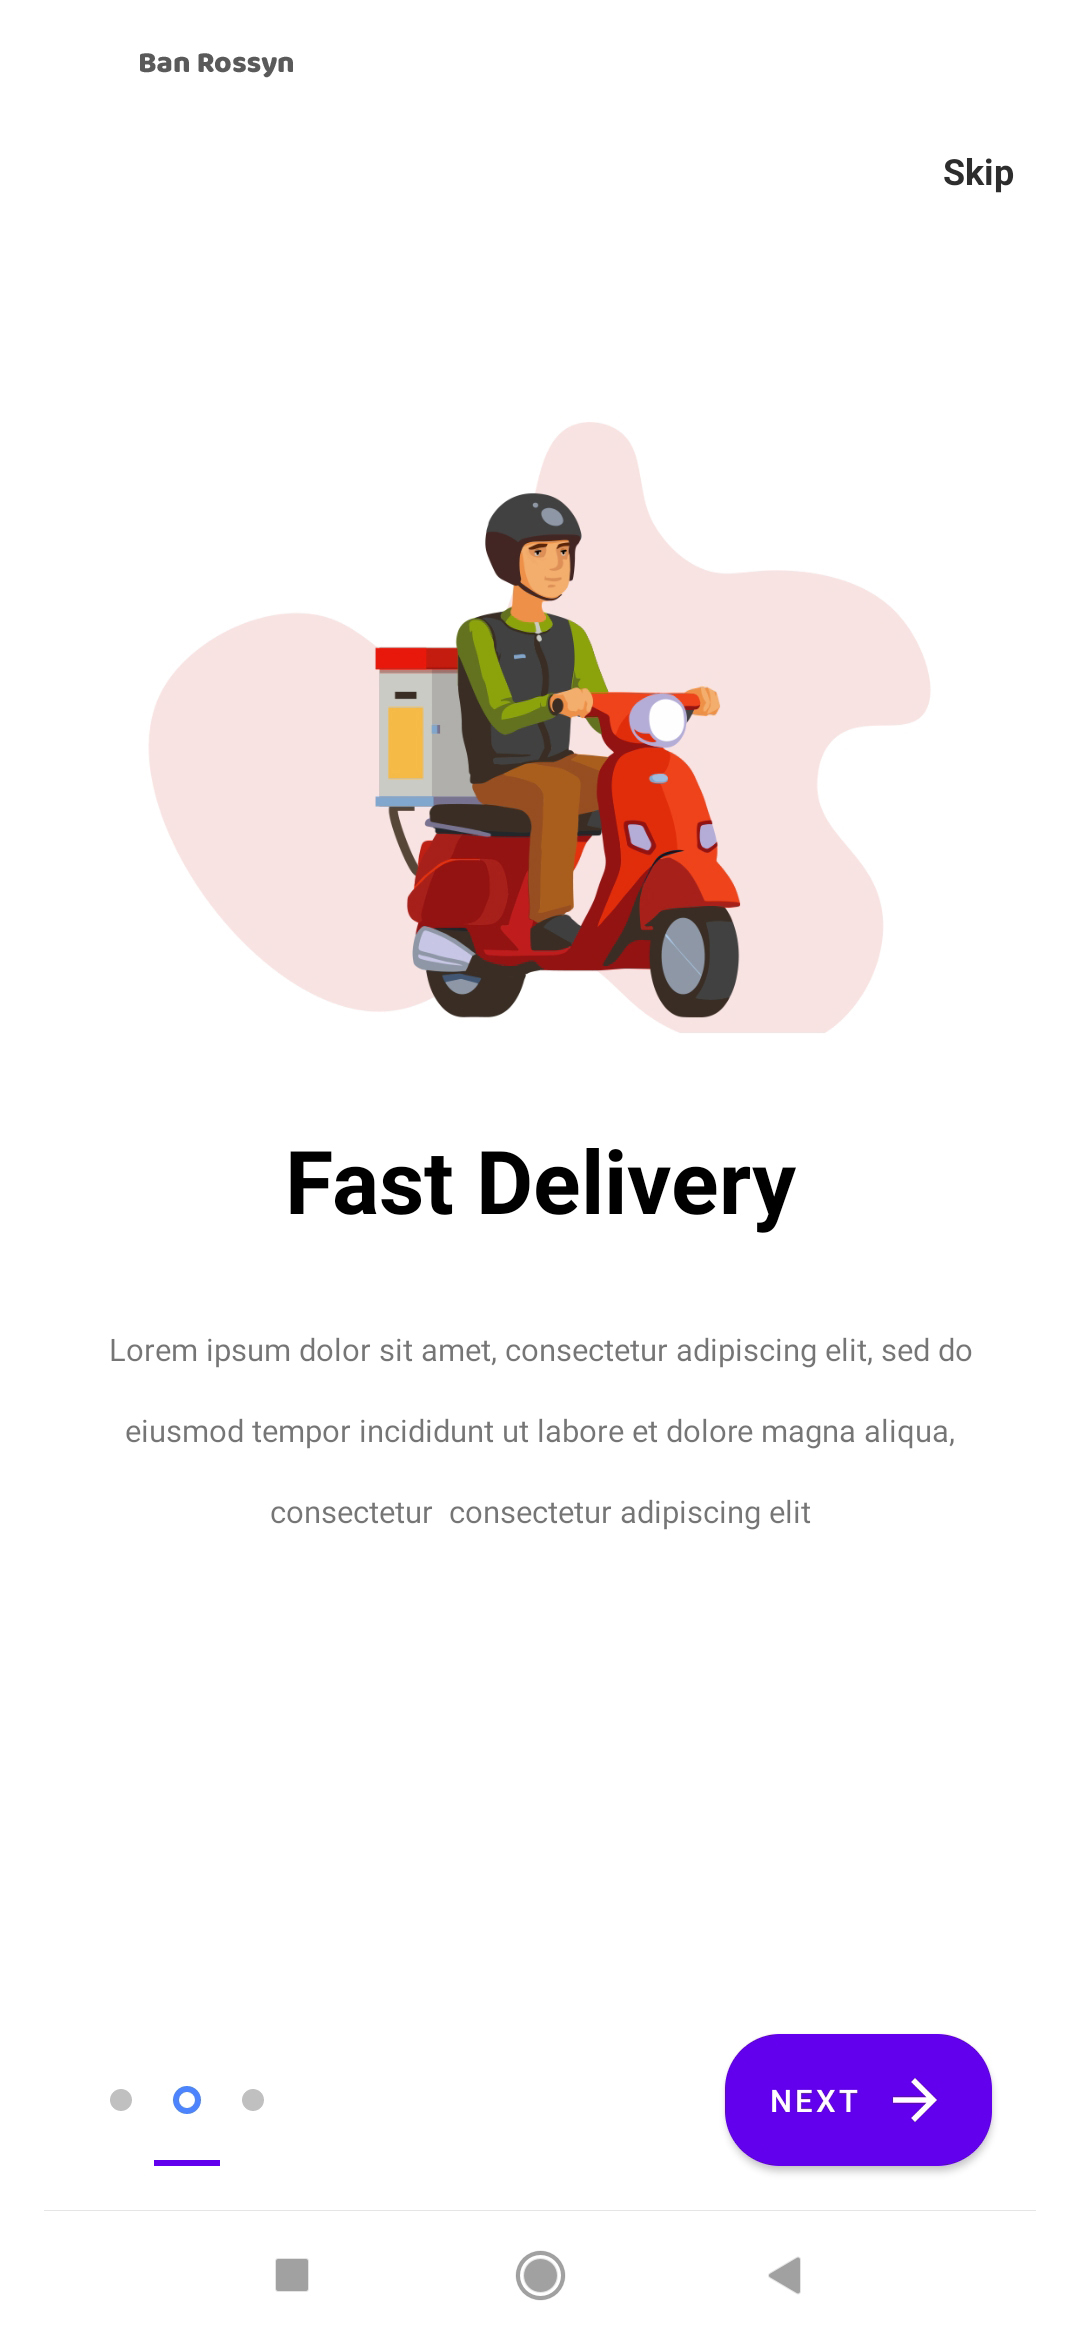 Ban Rossyn
Skip
Fast Delivery
Lorem ipsum dolor sit amet, consectetur adipiscing elit, sed do
eiusmod tempor incididunt ut labore et dolore magna aliqua,
consectetur  consectetur adipiscing elit
NEXT